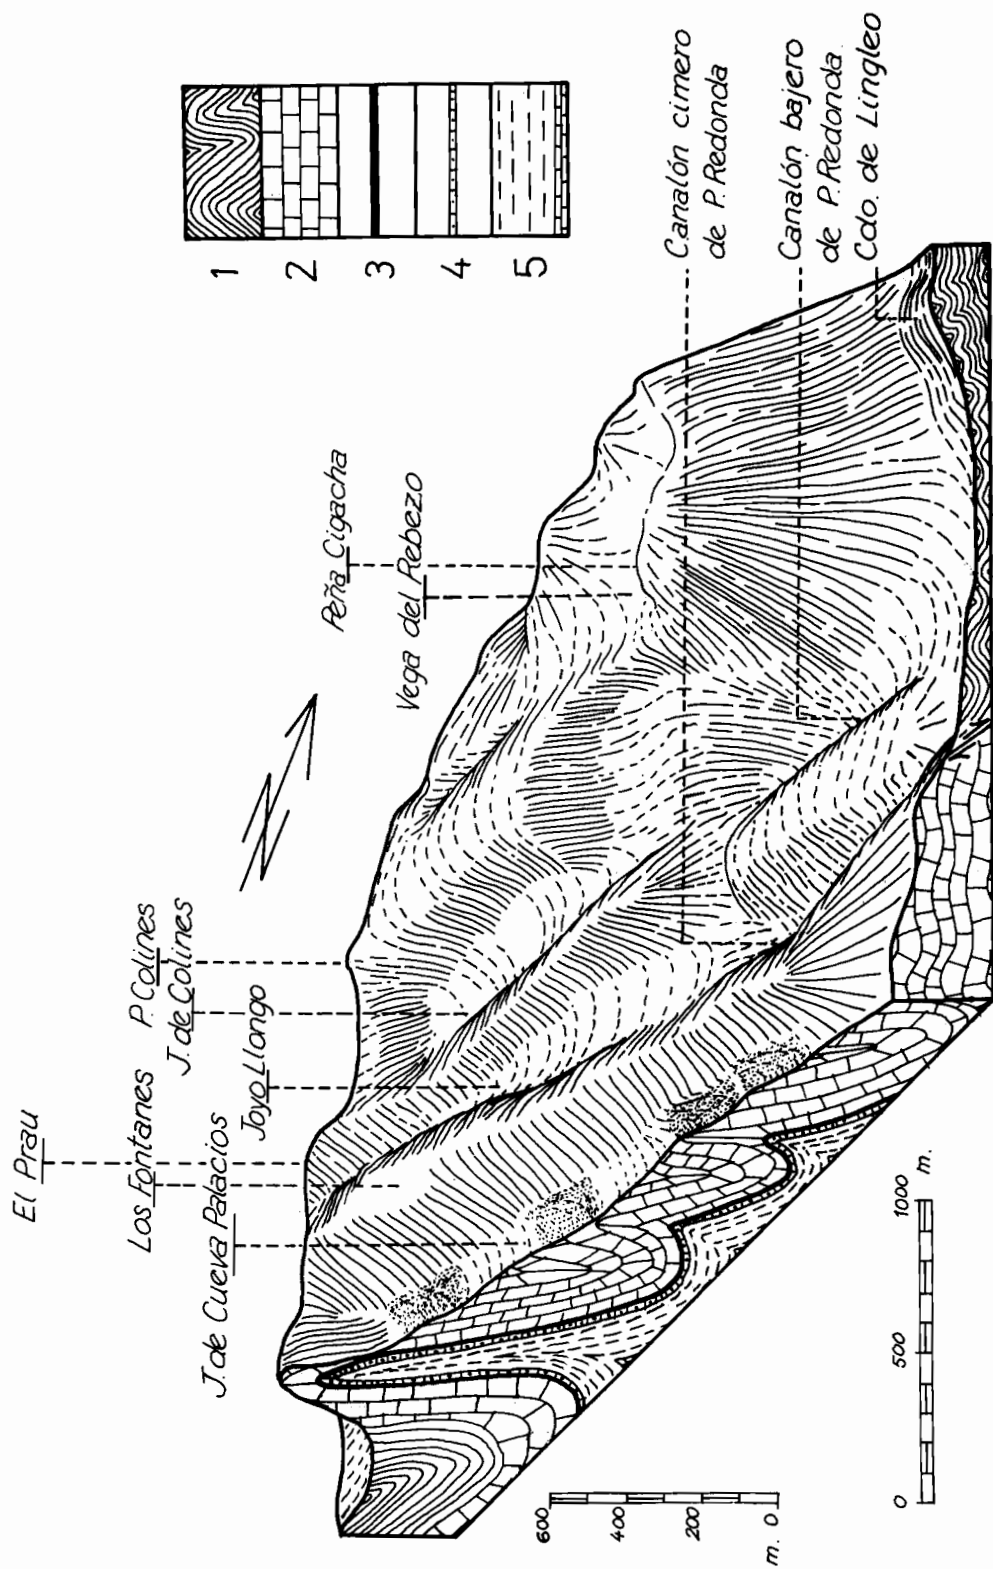 El Prau
Los Fontanes
P. Colines
J. de Colines
J. de Cueva Palacios
Joyo Llongo
Peña Cigacha
Vega del Rebezo
Canalón cimero
de P. Redonda
Canalón bajero
de P. Redonda
Cdo. de Lingleo
1
2
3
4
5
600
400
200
m. 0
0
500
1000
m.